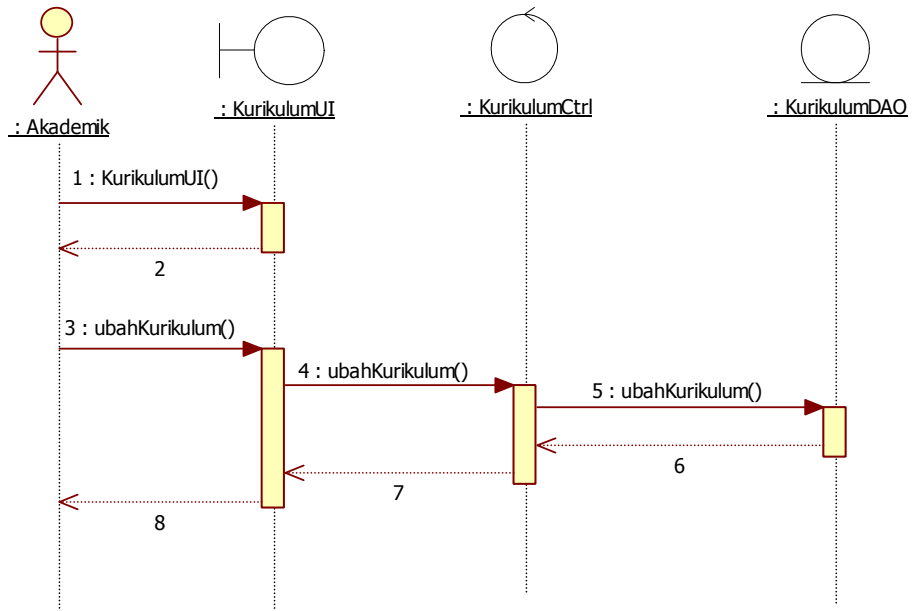 : Akademik
: KurikulumUI
: KurikulumCtrl
: KurikulumDAO
1 : KurikulumUI()
2
3 : ubahKurikulum()
4 : ubahKurikulum()
5 : ubahKurikulum()
6
7
8